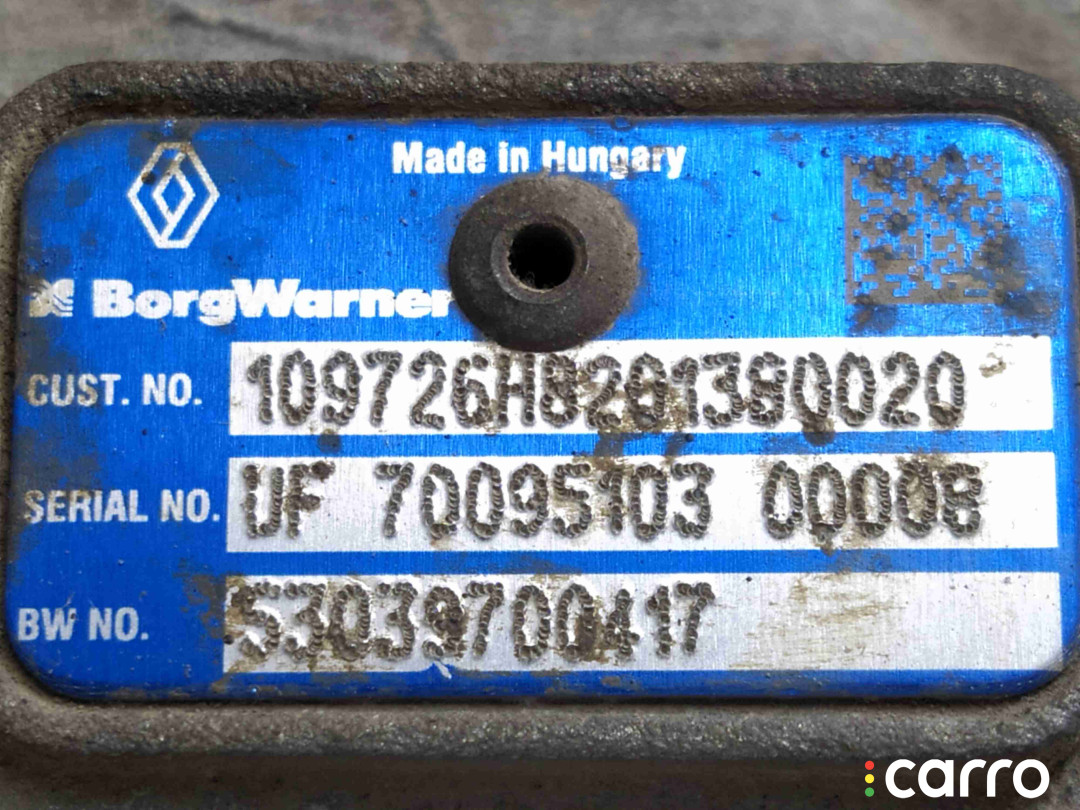 Made in Hungary
BorgWarner
CUST. NO. 109726H8201380020
SERIAL NO. UF 70095103 00008
BW NO. 53039700417
carro